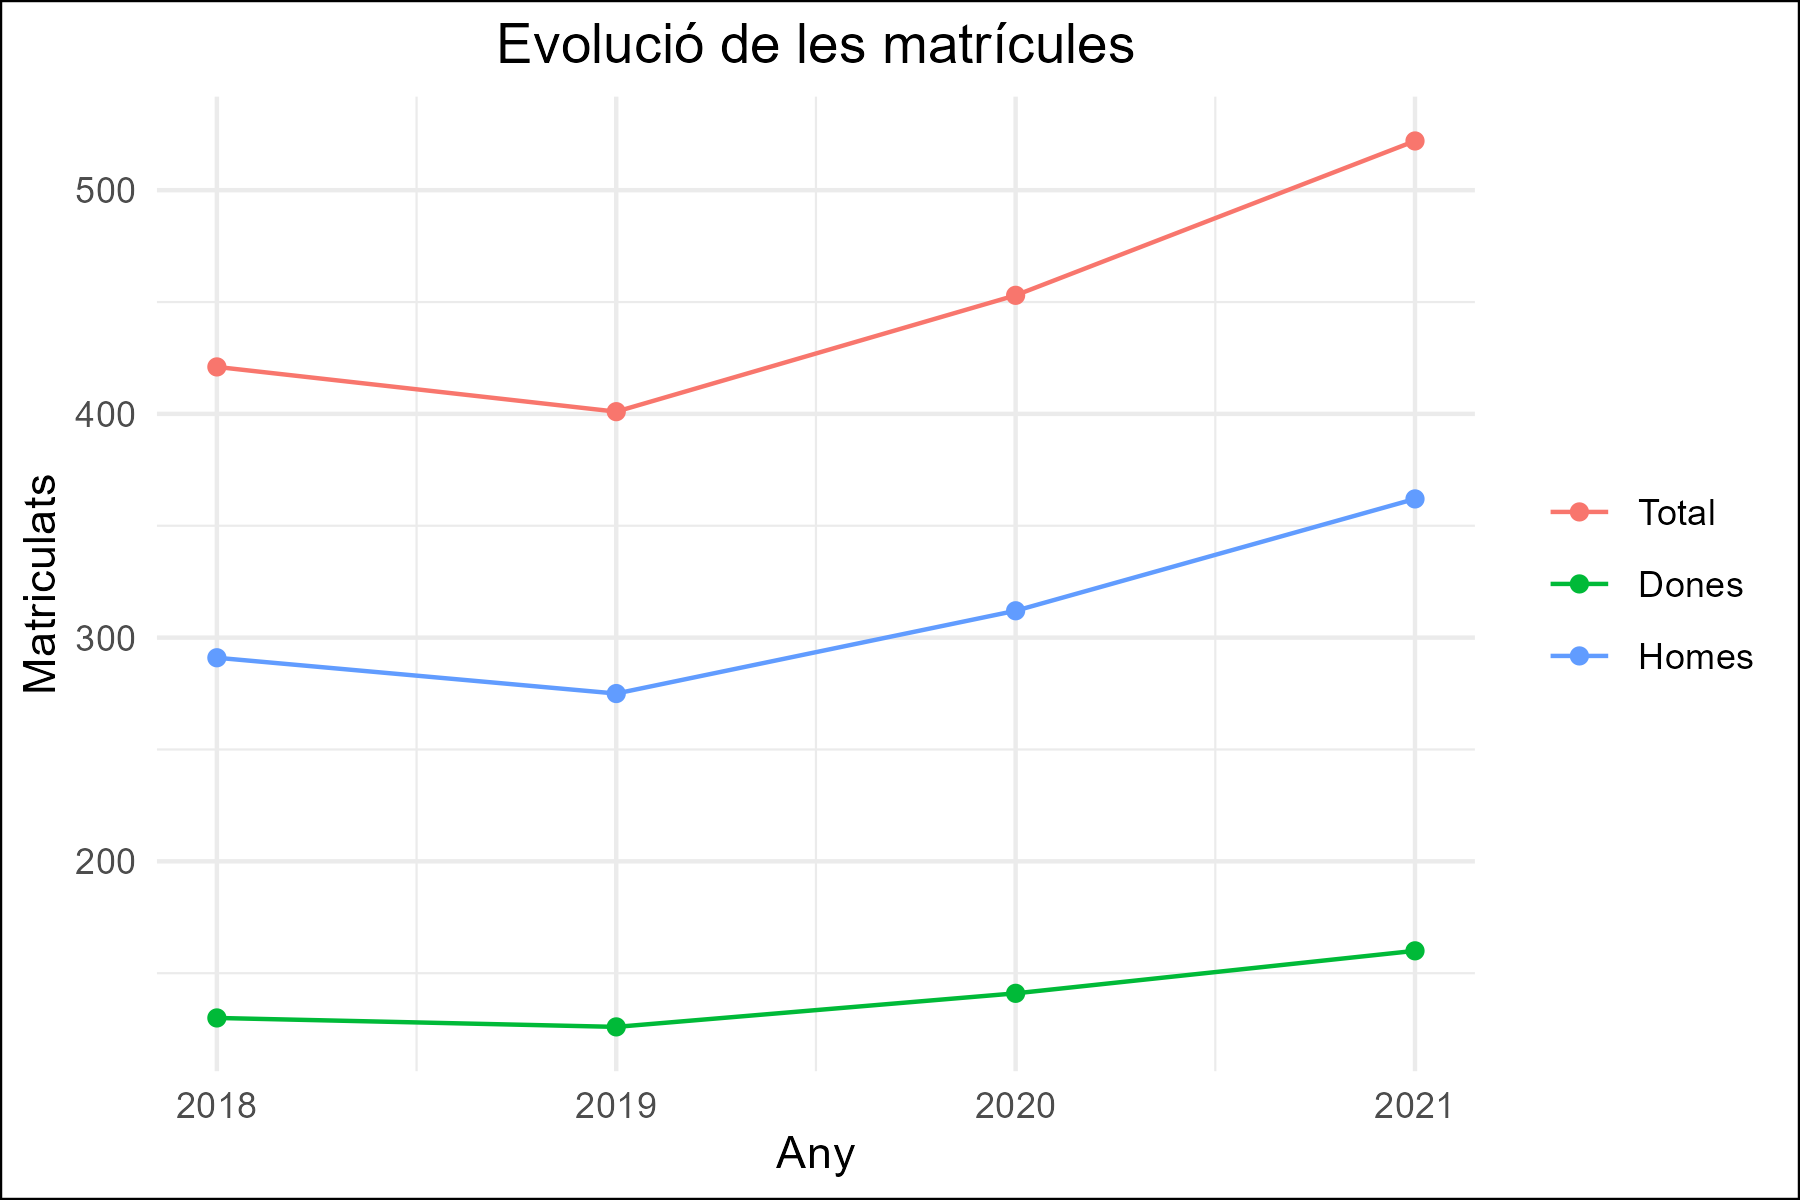 Evolució de les matrícules
Matriculats
500
400
300
200
2018 2019 2020 2021
Any
Total
Dones
Homes